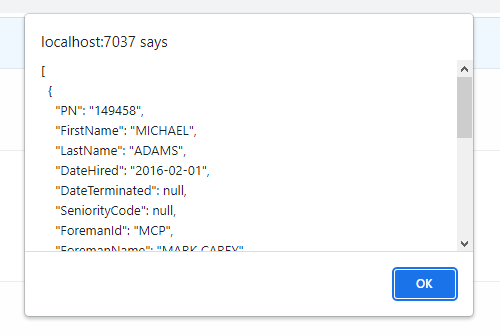 localhost:7037 says
[
{
"PN": "149458",
"FirstName": "MICHAEL",
"LastName": "ADAMS",
"DateHired": "2016-02-01",
"DateTerminated": null,
"SeniorityCode": null,
"ForemanId": "MCP",
"ForemanName": "MARK CAREY"
OK